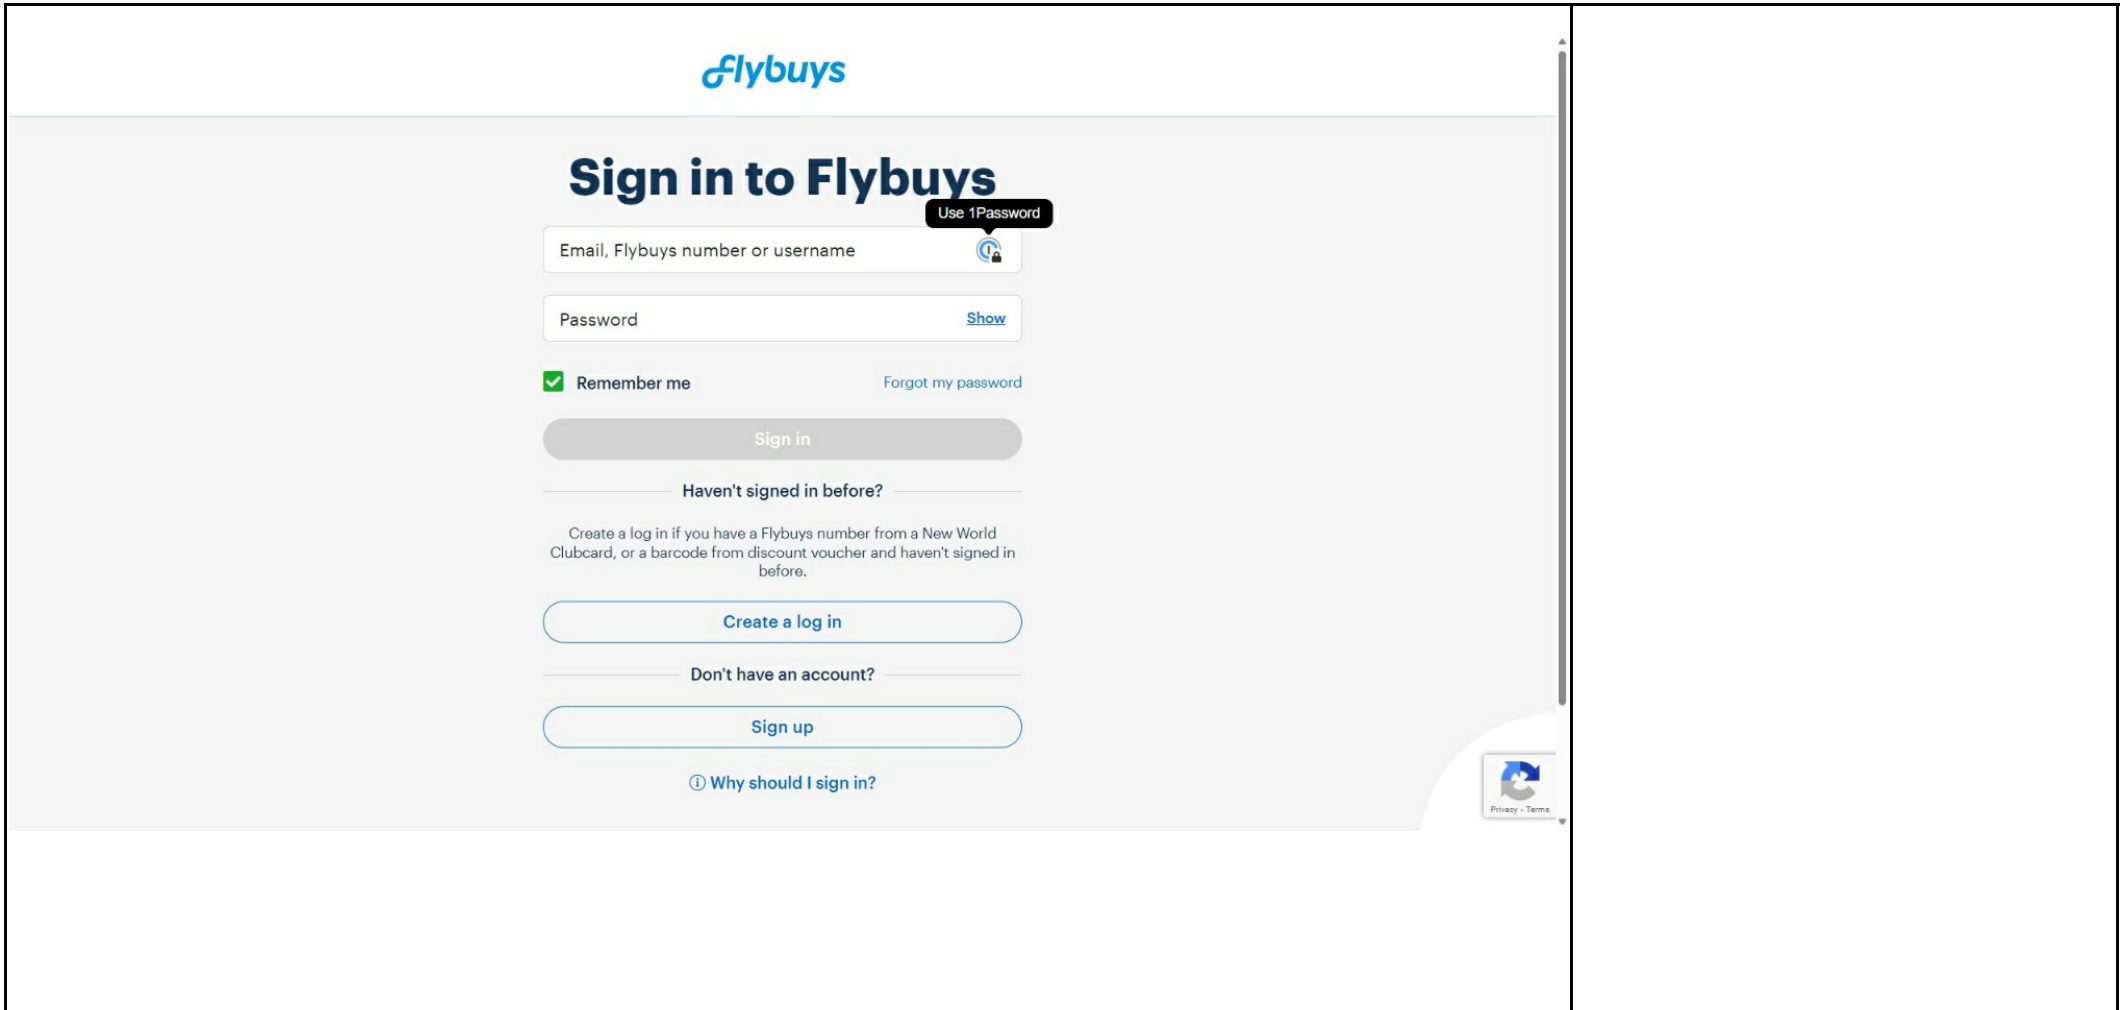 flybuys
Sign in to Flybuys
Use 1Password
Email, Flybuys number or username
Password
Show
Remember me
Forgot my password
Sign in
Haven't signed in before?
Create a log in if you have a Flybuys number from a New World
Clubcard, or a barcode from discount voucher and haven't signed in
before.
Create a log in
Don't have an account?
Sign up
Why should I sign in?
Privacy - Terms